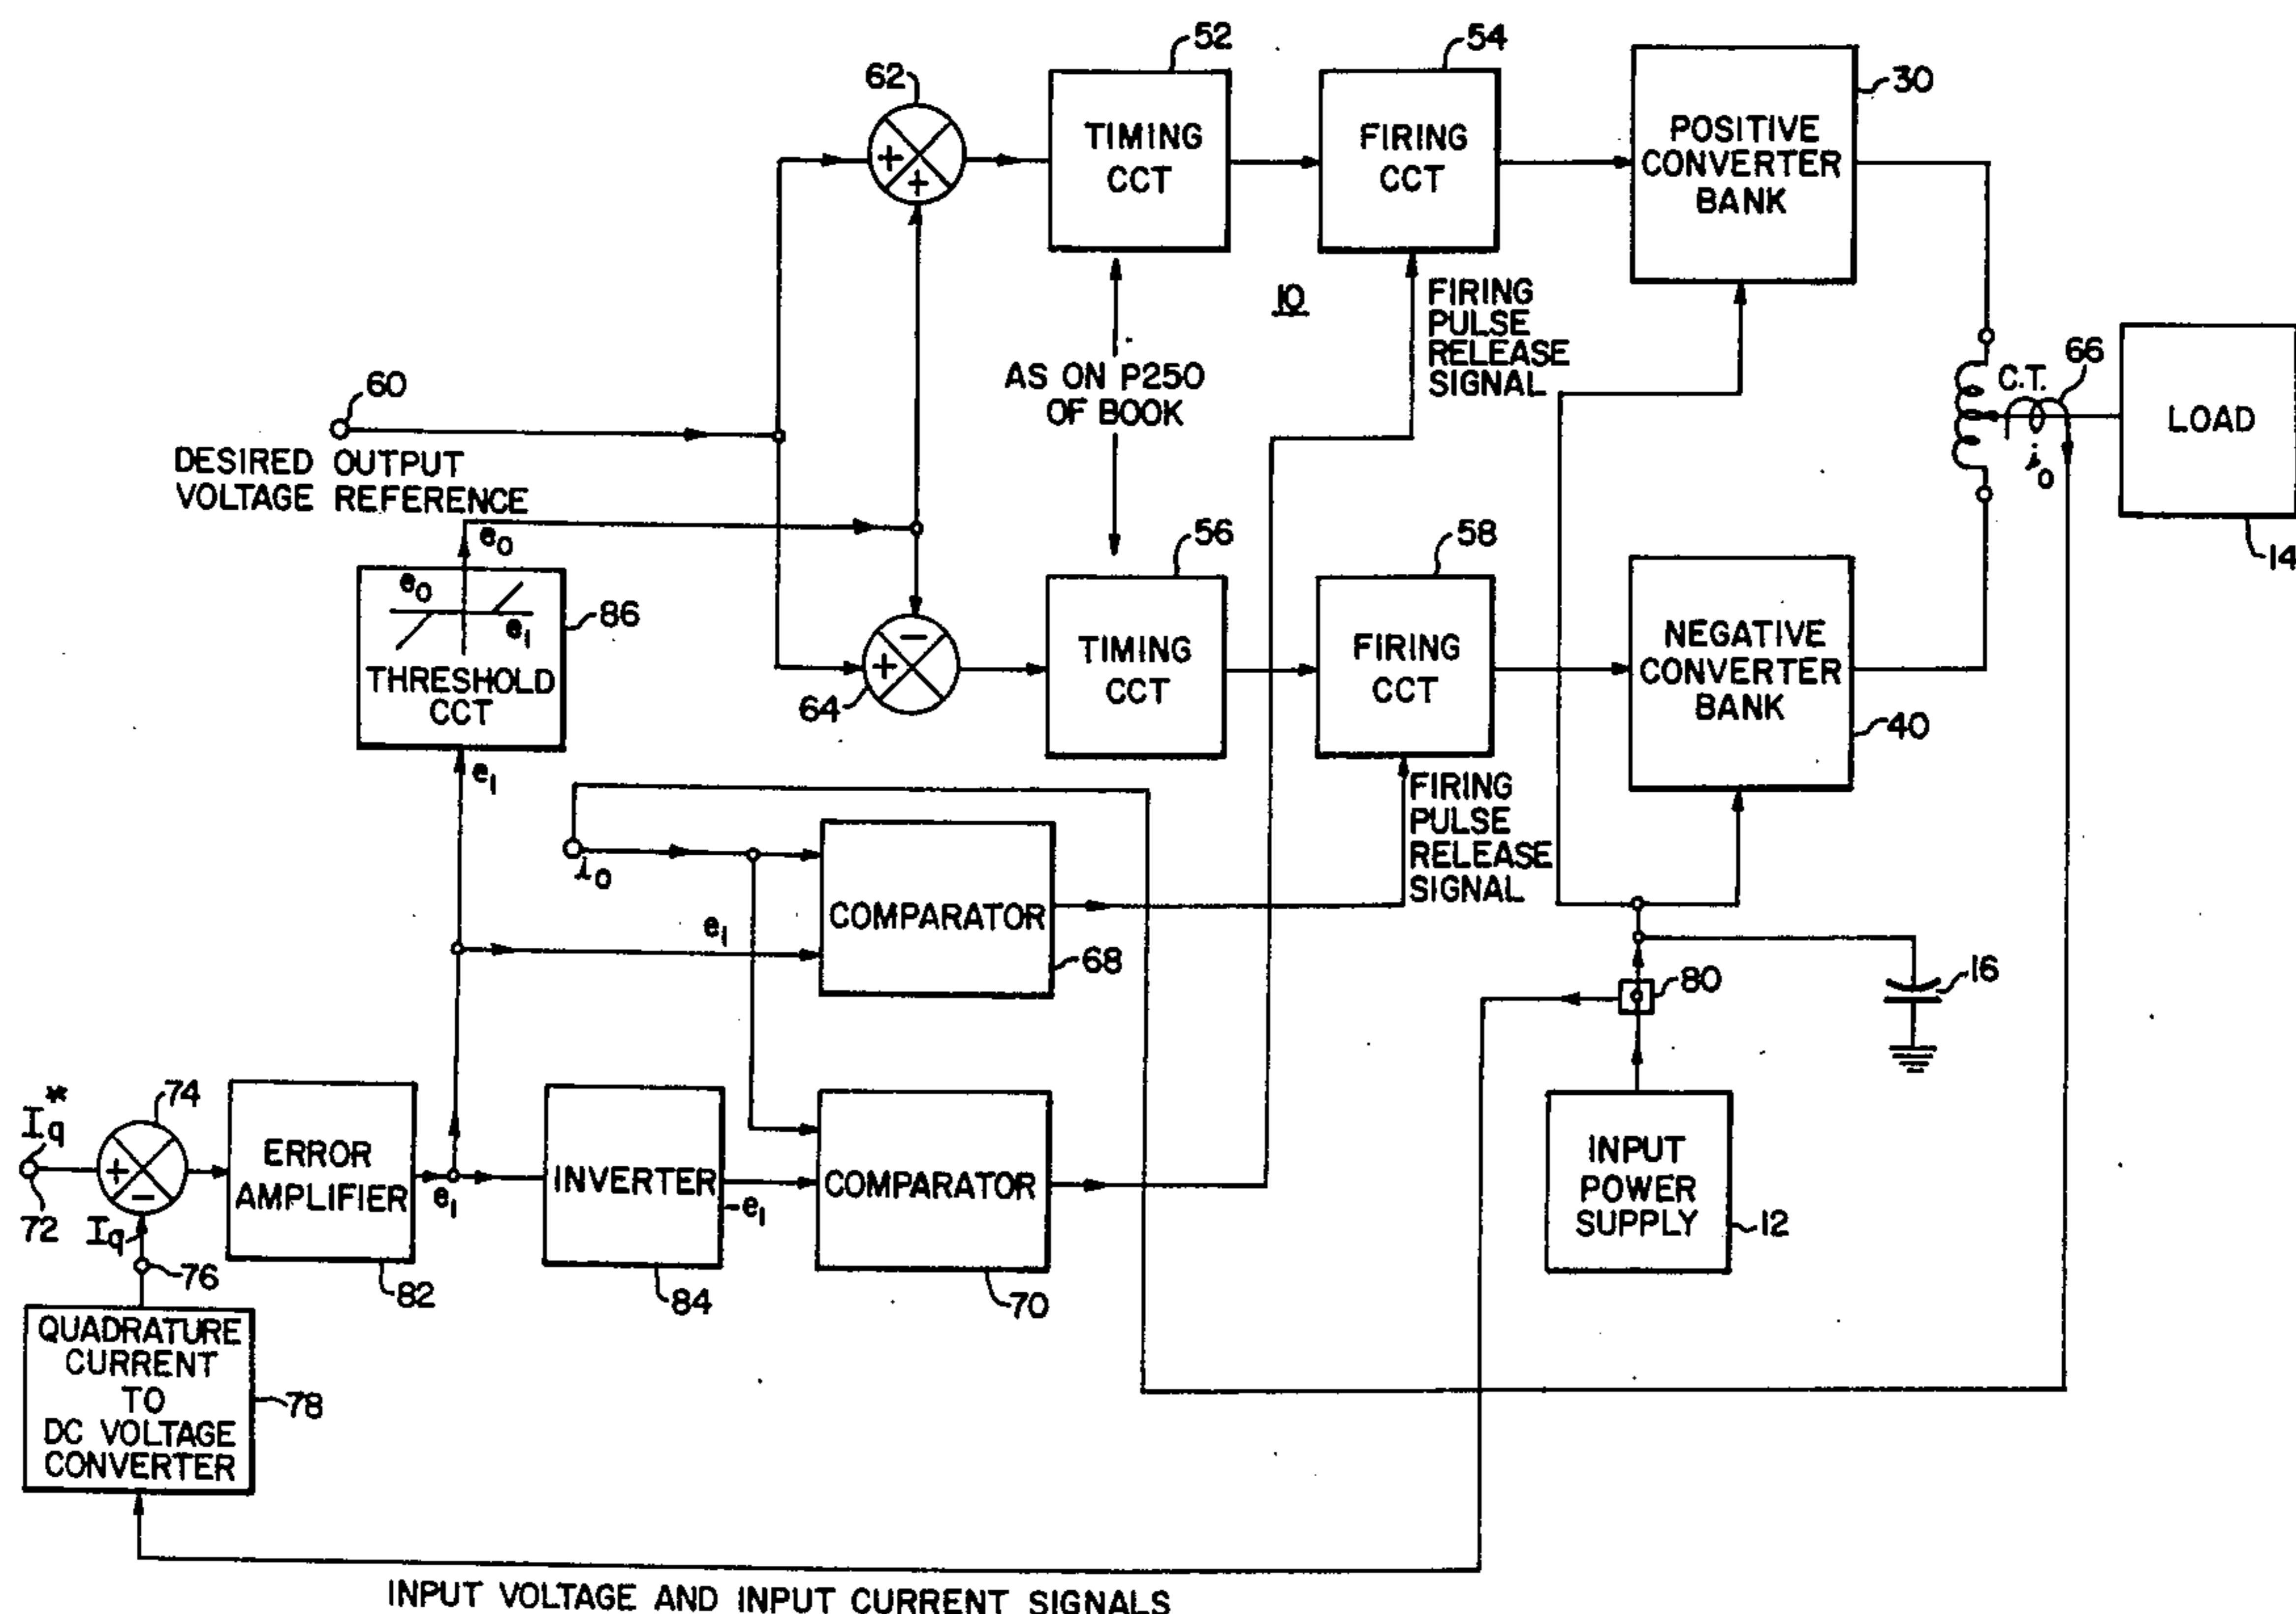 52
54
30
62
TIMING
CCT
FIRING
CCT
POSITIVE
CONVERTER
BANK
+
+
10
FIRING
PULSE
RELEASE
SIGNAL
60
DESIRED OUTPUT
VOLTAGE REFERENCE
AS ON P250
OF BOOK
C.T.
66
i0
LOAD
14
e0
e0
e1
THRESHOLD
CCT
86
56
58
-
+
64
TIMING
CCT
FIRING
CCT
NEGATIVE
CONVERTER
BANK
40
e1
FIRING
PULSE
RELEASE
SIGNAL
i0
COMPARATOR
e1
68
80
16
Iq*
72
74
+
-
Iq
76
ERROR
AMPLIFIER
82
e1
INVERTER
84
-e1
COMPARATOR
70
INPUT
POWER
SUPPLY
12
QUADRATURE
CURRENT
TO
DC VOLTAGE
CONVERTER
78
INPUT VOLTAGE AND INPUT CURRENT SIGNALS